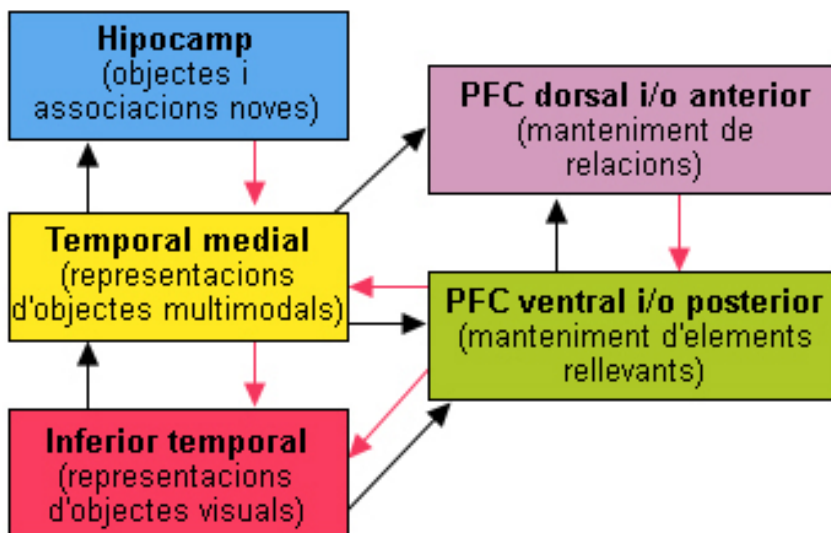 Hipocamp
(objectes i
associacions noves)
PFC dorsal i/o anterior
(manteniment de
relacions)
Temporal medial
(representacions
d'objectes multimodals)
PFC ventral i/o posterior
(manteniment d'elements
rellevants)
Inferior temporal
(representacions
d'objectes visuals)